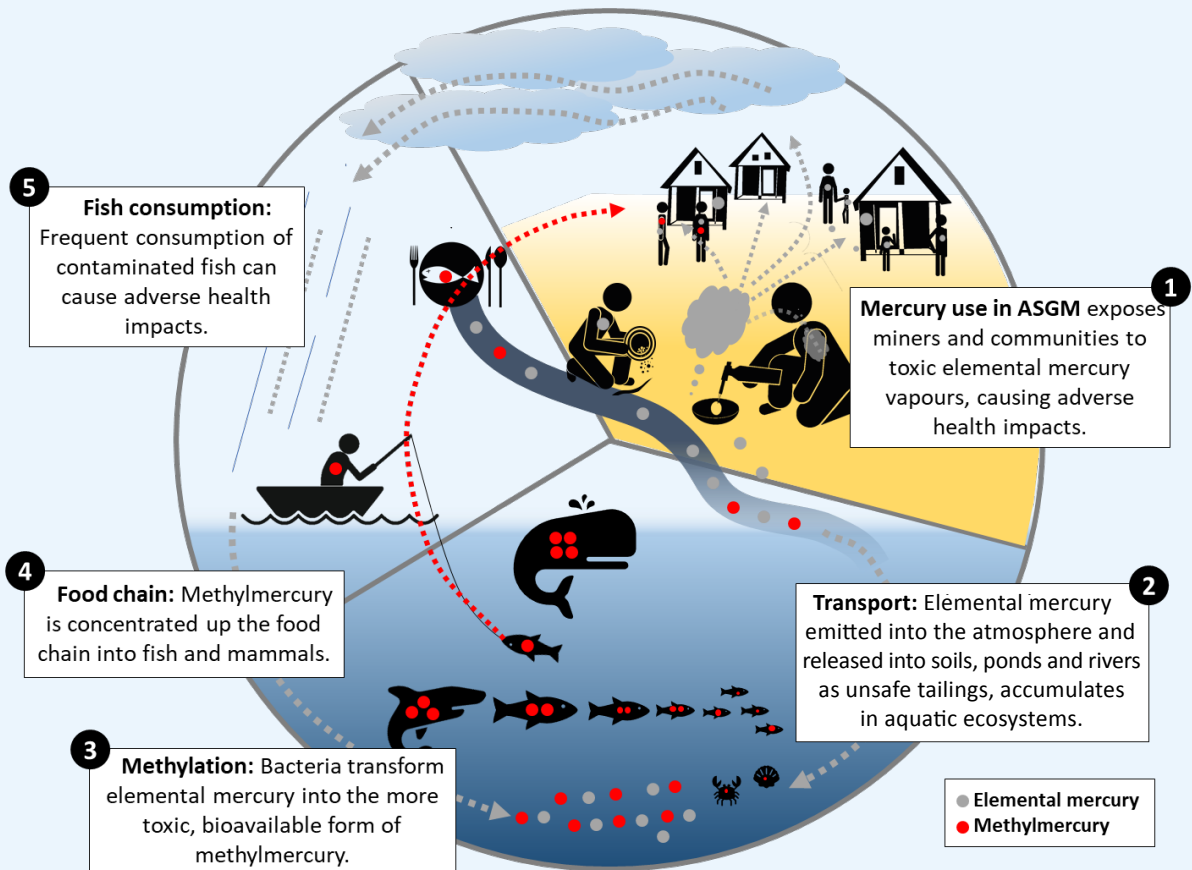 5
Fish consumption:
Frequent consumption of
contaminated fish can
cause adverse health
impacts.
1
Mercury use in ASGM exposes
miners and communities to
toxic elemental mercury
vapours, causing adverse
health impacts.
4
Food chain: Methylmercury
is concentrated up the food
chain into fish and mammals.
2
Transport: Elemental mercury
emitted into the atmosphere and
released into soils, ponds and rivers
as unsafe tailings, accumulates
in aquatic ecosystems.
3
Methylation: Bacteria transform
elemental mercury into the more
toxic, bioavailable form of
methylmercury.
Elemental mercury
Methylmercury